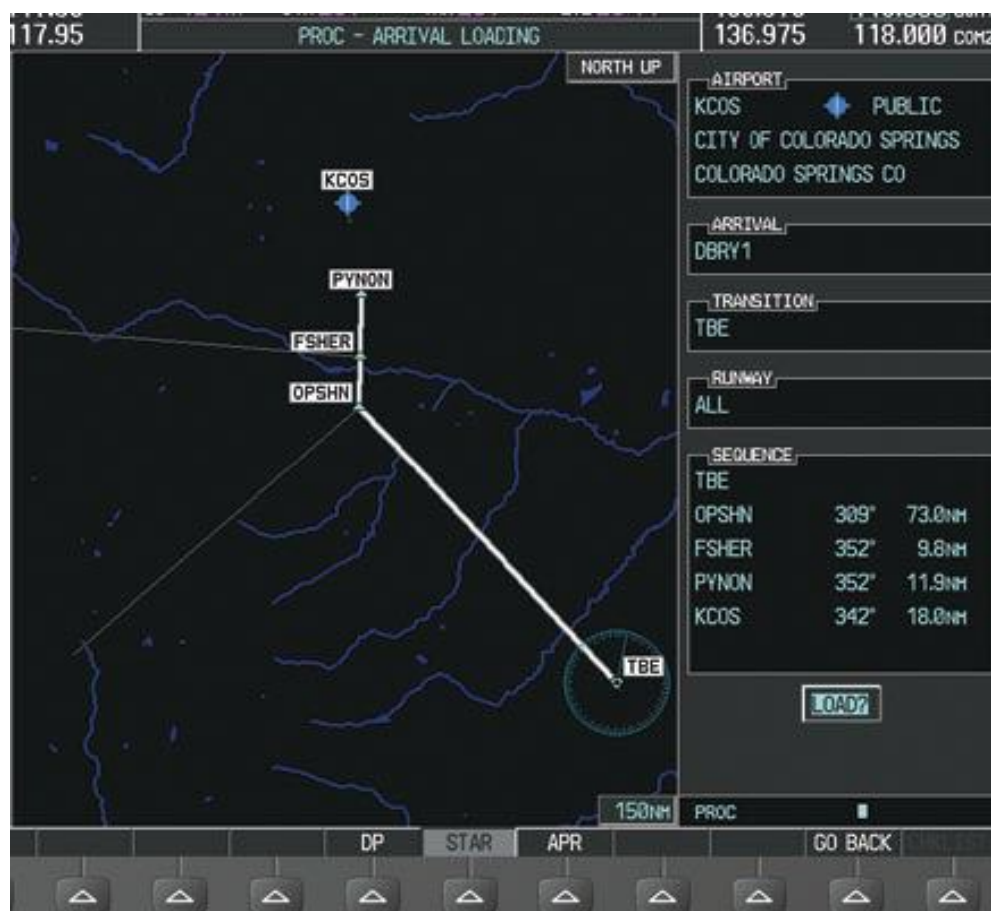 117.95
PROC - ARRIVAL LOADING
136.975 118.000 COM2
NORTH UP
KCOS
PYNON
FSHER
OPSHN
TBE
150NM
AIRPORT
KCOS PUBLIC
CITY OF COLORADO SPRINGS
COLORADO SPRINGS CO
ARRIVAL
DBRY1
TRANSITION
TBE
RUNWAY
ALL
SEQUENCE
TBE
OPSHN 309° 73.0NM
FSHER 352° 9.8NM
PYNON 352° 11.9NM
KCOS 342° 18.0NM
LOAD?
PROC
DP STAR APR GO BACK